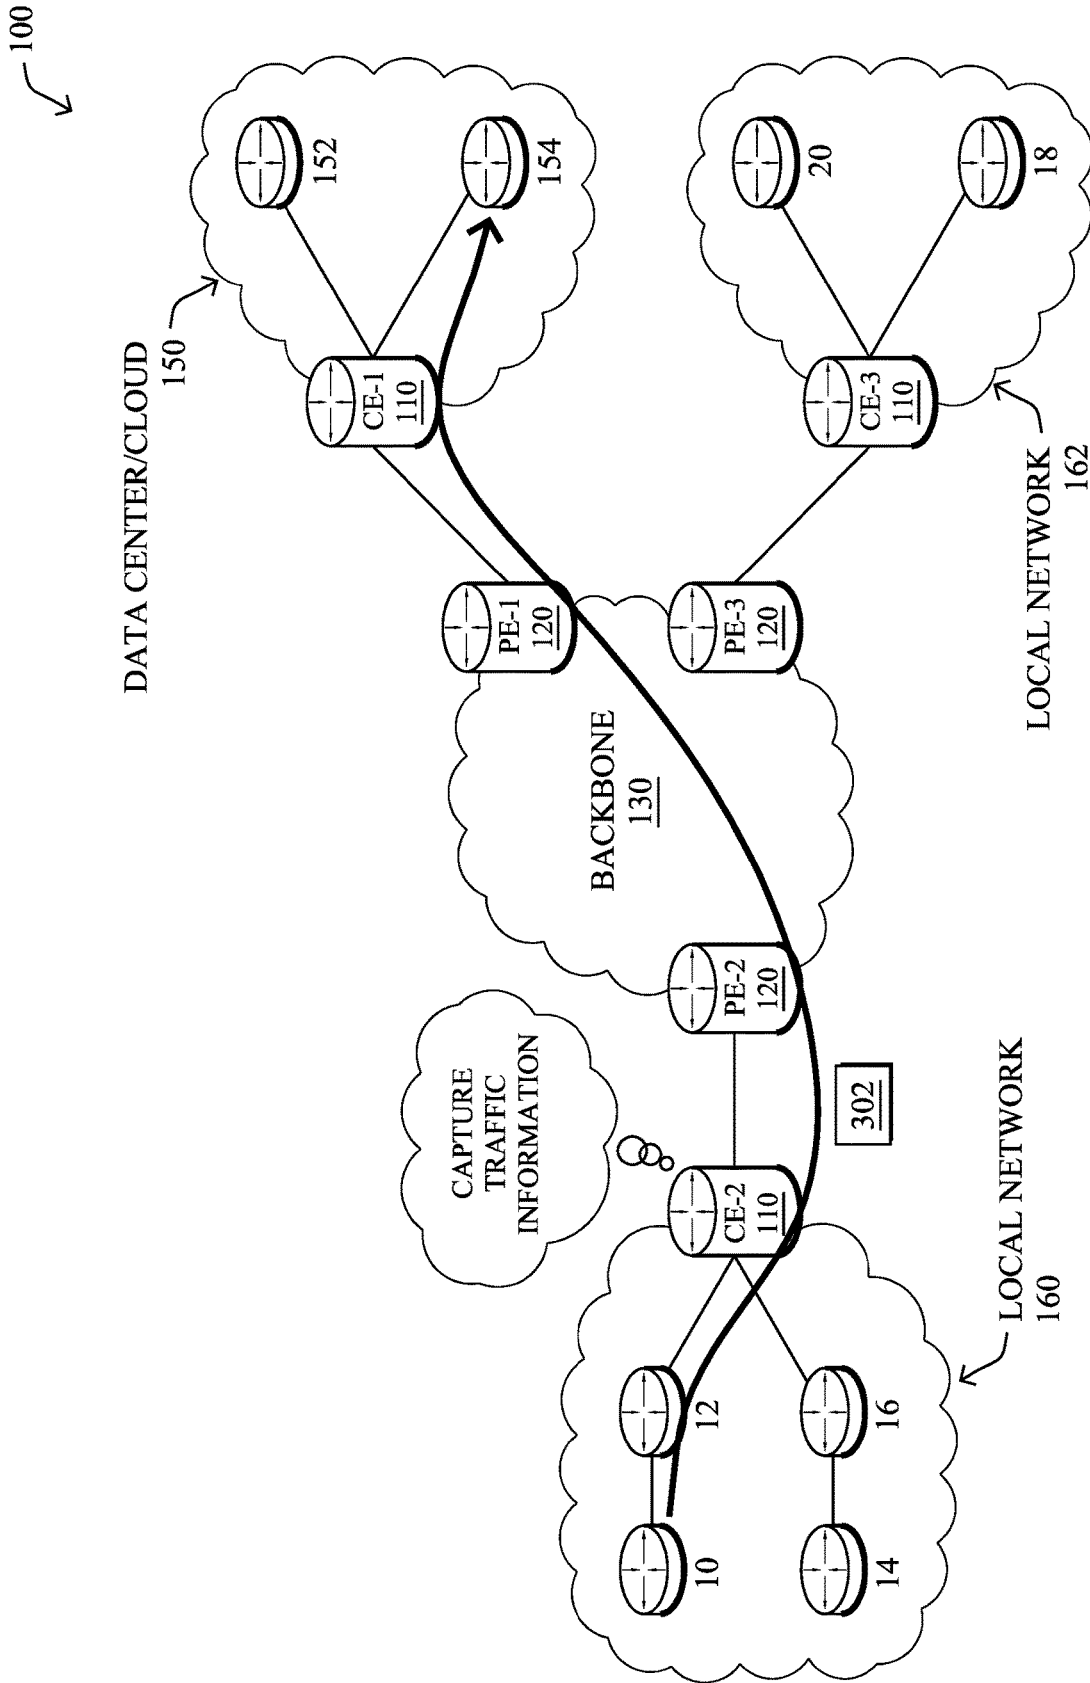 100
DATA CENTER/CLOUD
150
152
154
CE-1
110
PE-1
120
BACKBONE
130
PE-3
120
CE-3
110
20
18
LOCAL NETWORK
162
CAPTURE
TRAFFIC
INFORMATION
PE-2
120
302
CE-2
110
10
12
14
16
LOCAL NETWORK
160